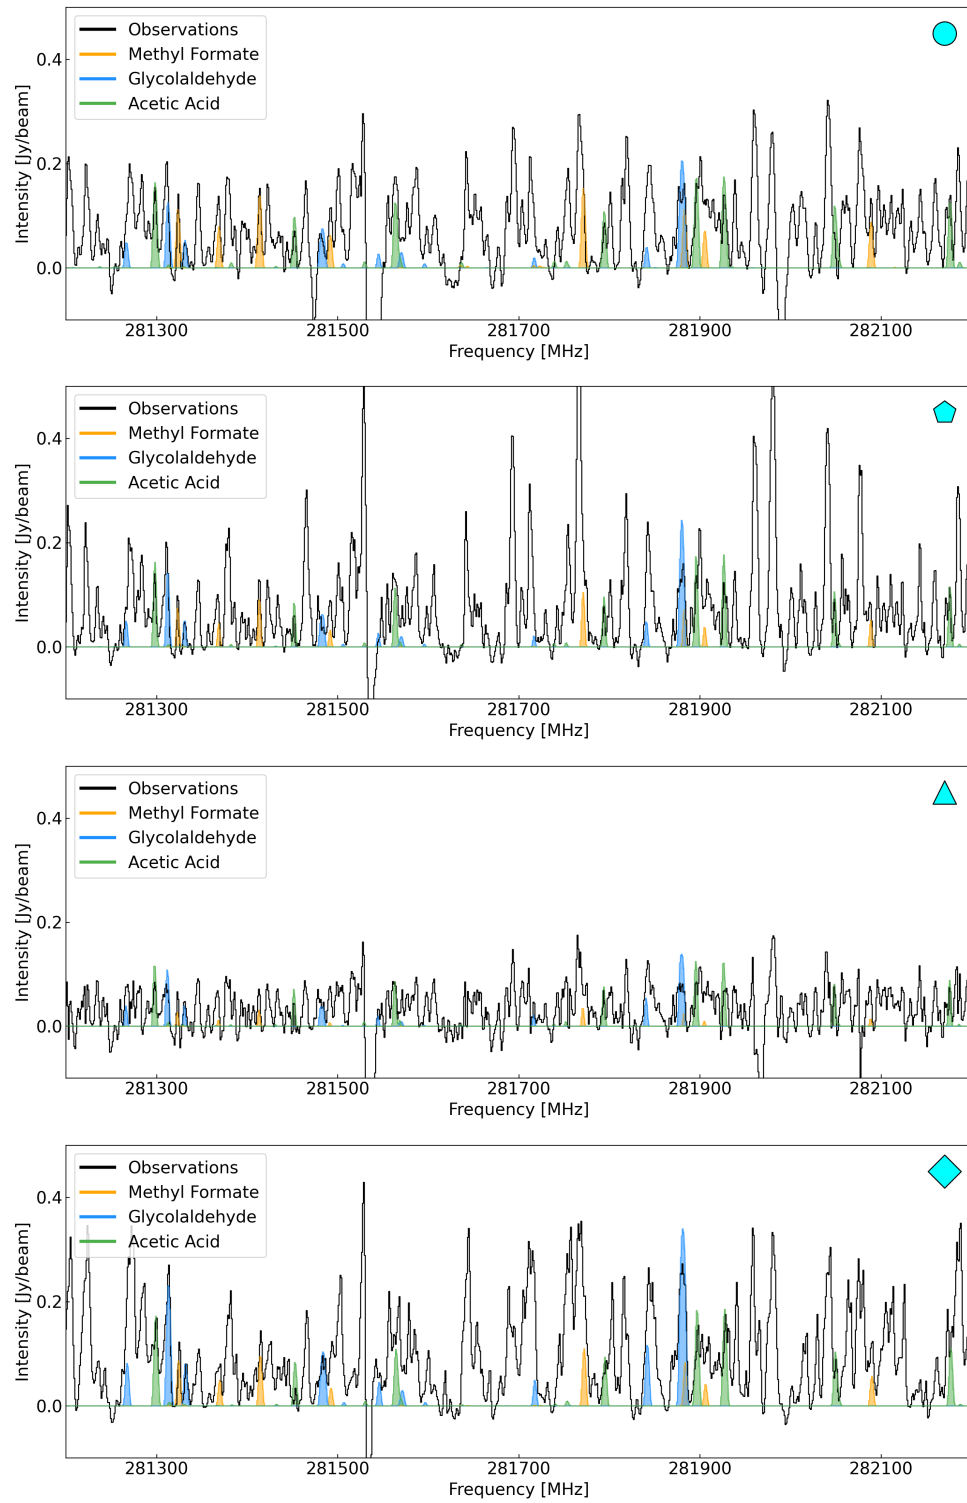 Observations
Methyl Formate
Glycolaldehyde
Acetic Acid
0.4
0.2
0.0
Intensity [Jy/beam]
281300 281500 281700 281900 282100
Frequency [MHz]
Observations
Methyl Formate
Glycolaldehyde
Acetic Acid
0.4
0.2
0.0
Intensity [Jy/beam]
281300 281500 281700 281900 282100
Frequency [MHz]
Observations
Methyl Formate
Glycolaldehyde
Acetic Acid
0.4
0.2
0.0
Intensity [Jy/beam]
281300 281500 281700 281900 282100
Frequency [MHz]
Observations
Methyl Formate
Glycolaldehyde
Acetic Acid
0.4
0.2
0.0
Intensity [Jy/beam]
281300 281500 281700 281900 282100
Frequency [MHz]